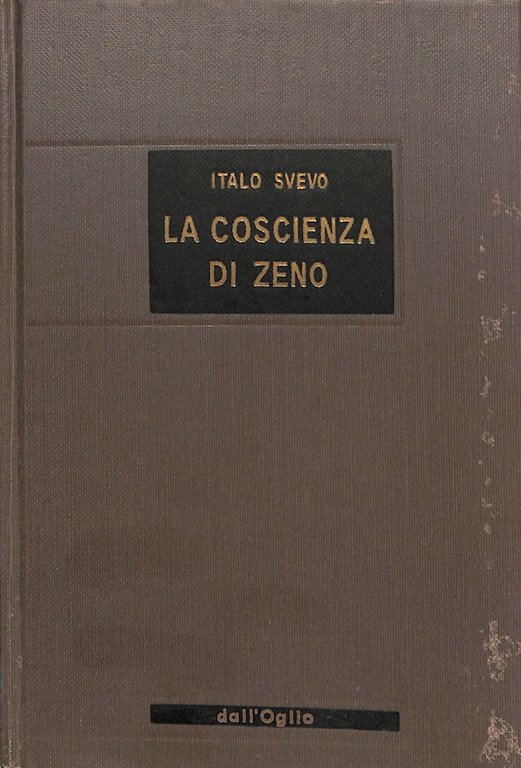 ITALO SVEVO
LA COSCIENZA
DI ZENO
dall'Oglio